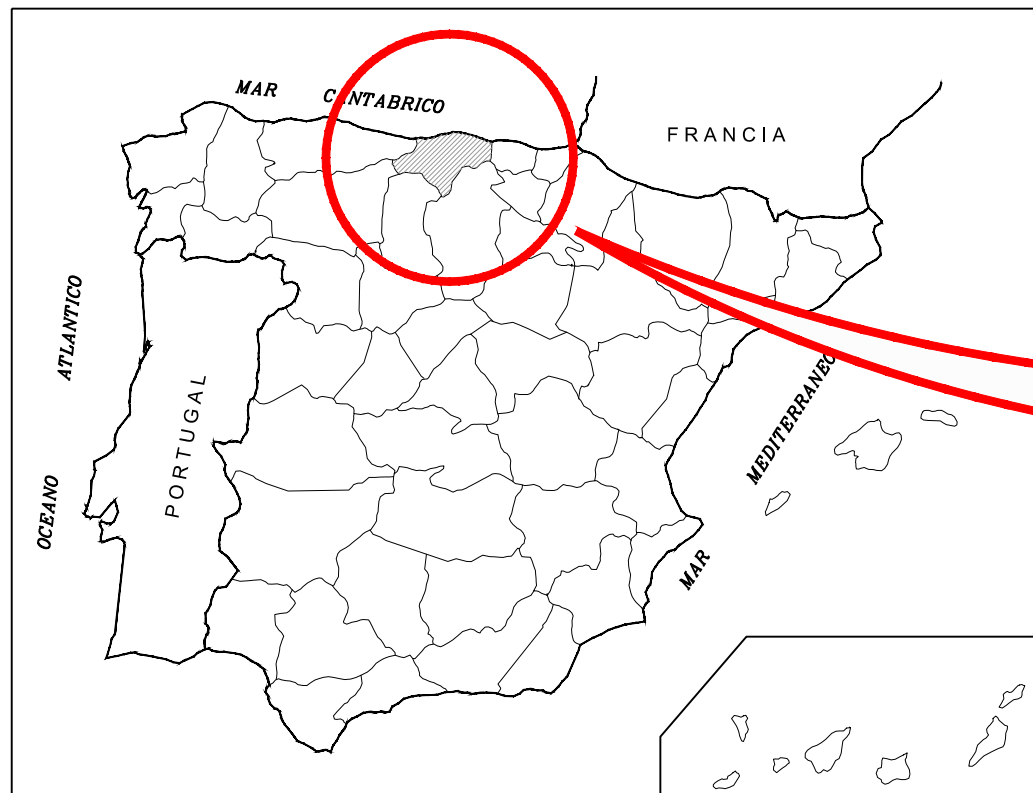 MAR CANTABRICO
FRANCIA
OCEANO ATLANTICO
PORTUGAL
MAR MEDITERRANEO